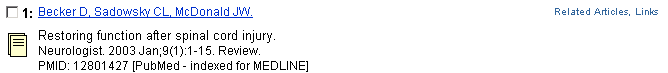 1: Becker D, Sadowsky CL, McDonald JW. Related Articles, Links
Restoring function after spinal cord injury.
Neurologist. 2003 Jan;9(1):1-15. Review.
PMID: 12801427 [PubMed - indexed for MEDLINE]